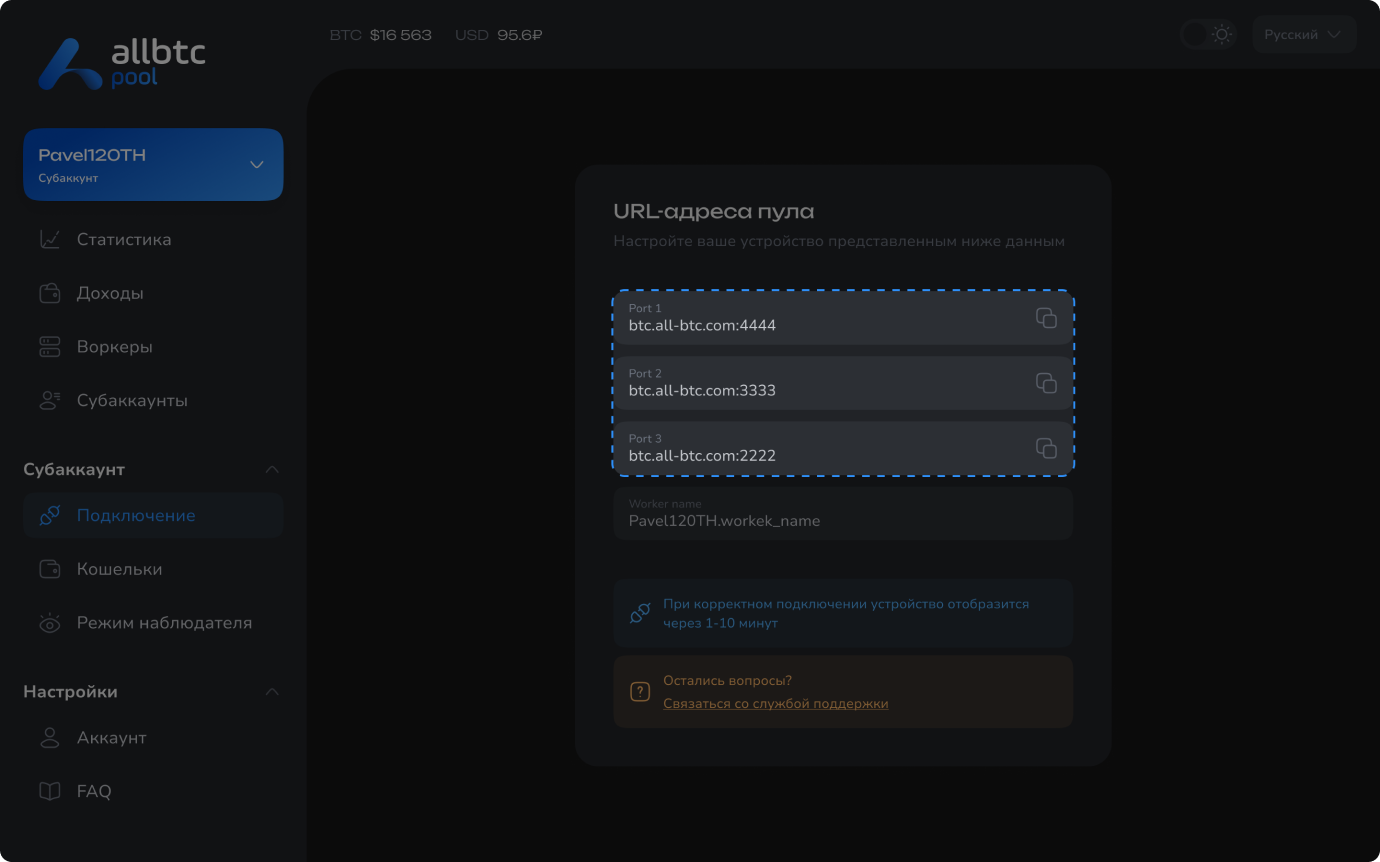 allbtc
pool
BTC $16 563 USD 95.6₽
Русский
Pavel120TH
Субаккаунт
Статистика
Доходы
Воркеры
Субаккаунты
Субаккаунт
Подключение
Кошельки
Режим наблюдателя
Настройки
Аккаунт
FAQ
URL-адреса пула
Настройте ваше устройство представленным ниже данным
Port 1
btc.all-btc.com:4444
Port 2
btc.all-btc.com:3333
Port 3
btc.all-btc.com:2222
Worker name
Pavel120TH.workek_name
При корректном подключении устройство отобразится
через 1-10 минут
Остались вопросы?
Связаться со службой поддержки